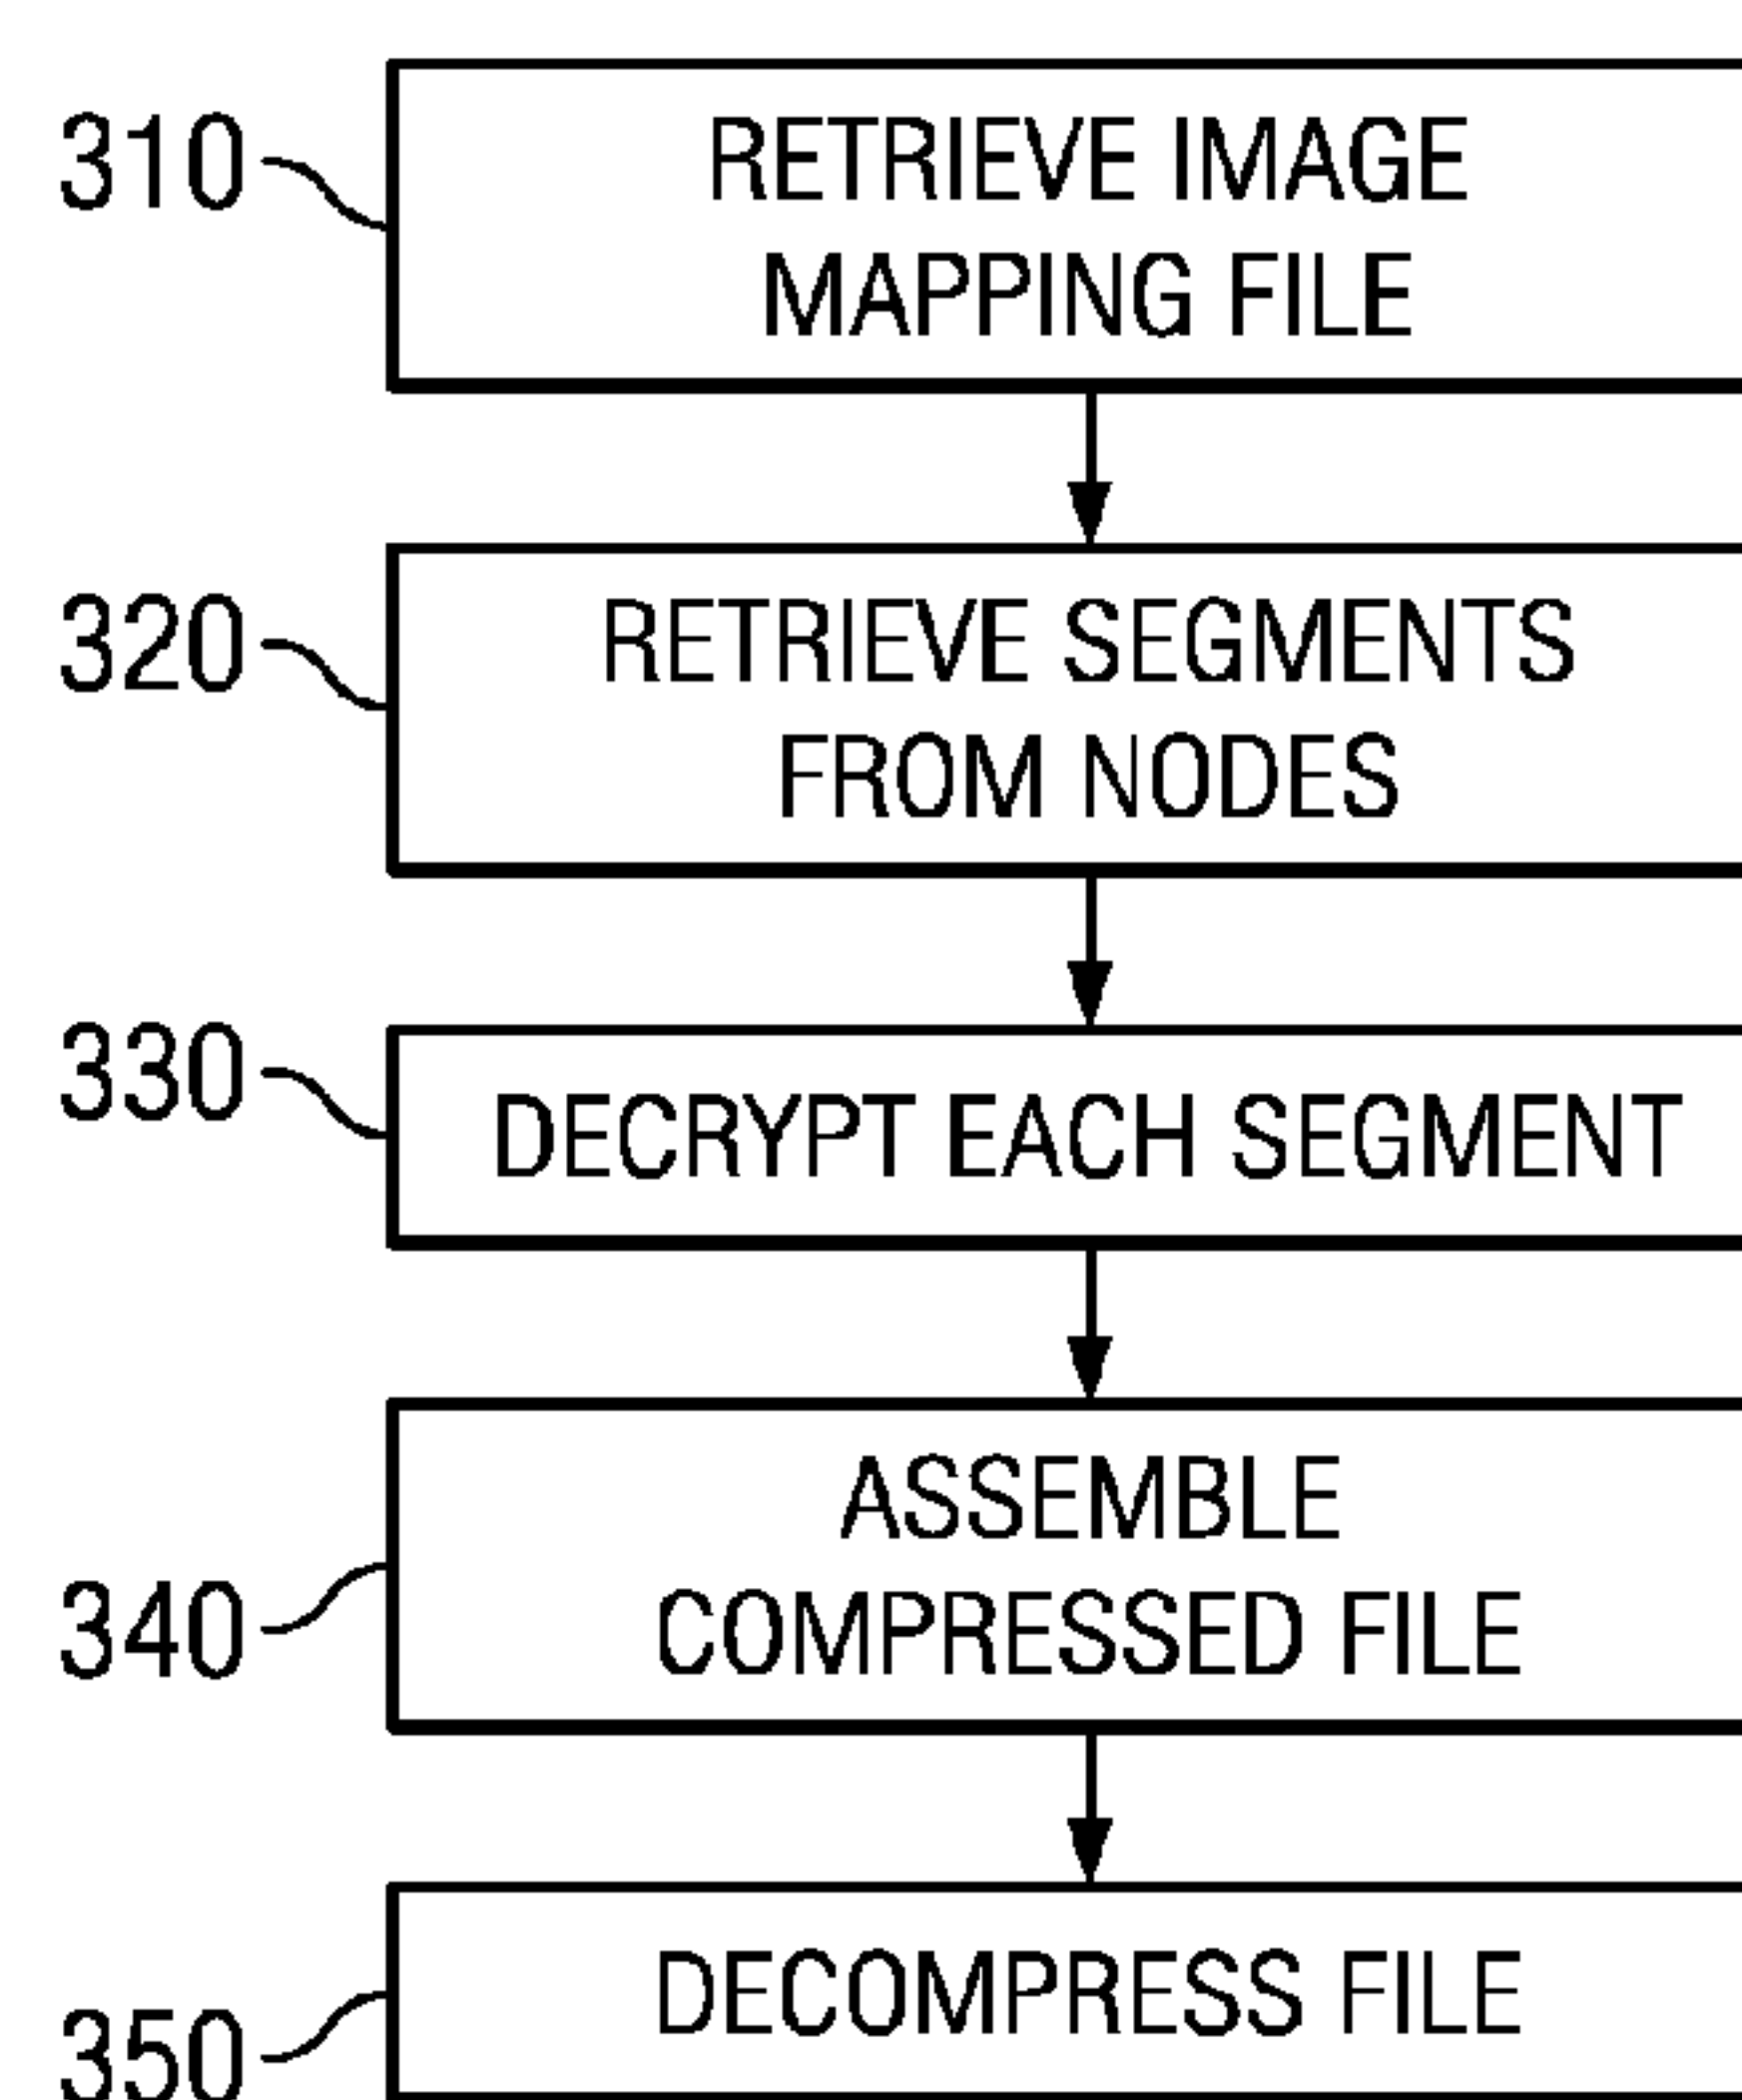 310
RETRIEVE IMAGE
MAPPING FILE
320
RETRIEVE SEGMENTS
FROM NODES
330
DECRYPT EACH SEGMENT
340
ASSEMBLE
COMPRESSED FILE
350
DECOMPRESS FILE